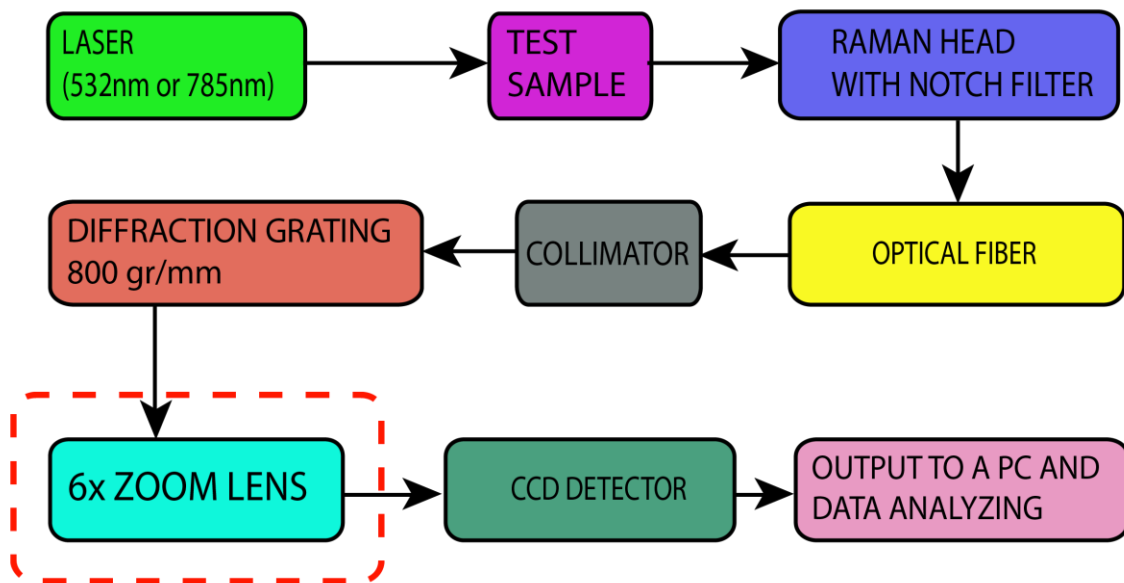 LASER
(532nm or 785nm)
TEST
SAMPLE
RAMAN HEAD
WITH NOTCH FILTER
OPTICAL FIBER
COLLIMATOR
DIFFRACTION GRATING
800 gr/mm
6x ZOOM LENS
CCD DETECTOR
OUTPUT TO A PC AND
DATA ANALYZING